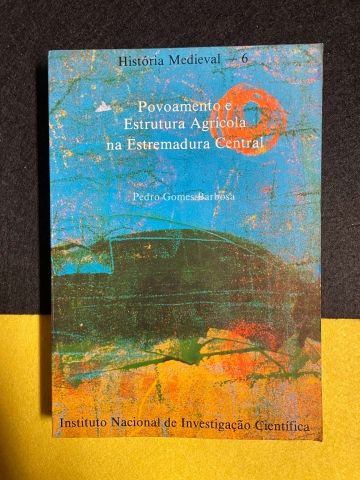 História Medieval — 6
Povoamento e
Estrutura Agrícola
na Estremadura Central
Pedro Gomes Barbosa
Instituto Nacional de Investigação Científica